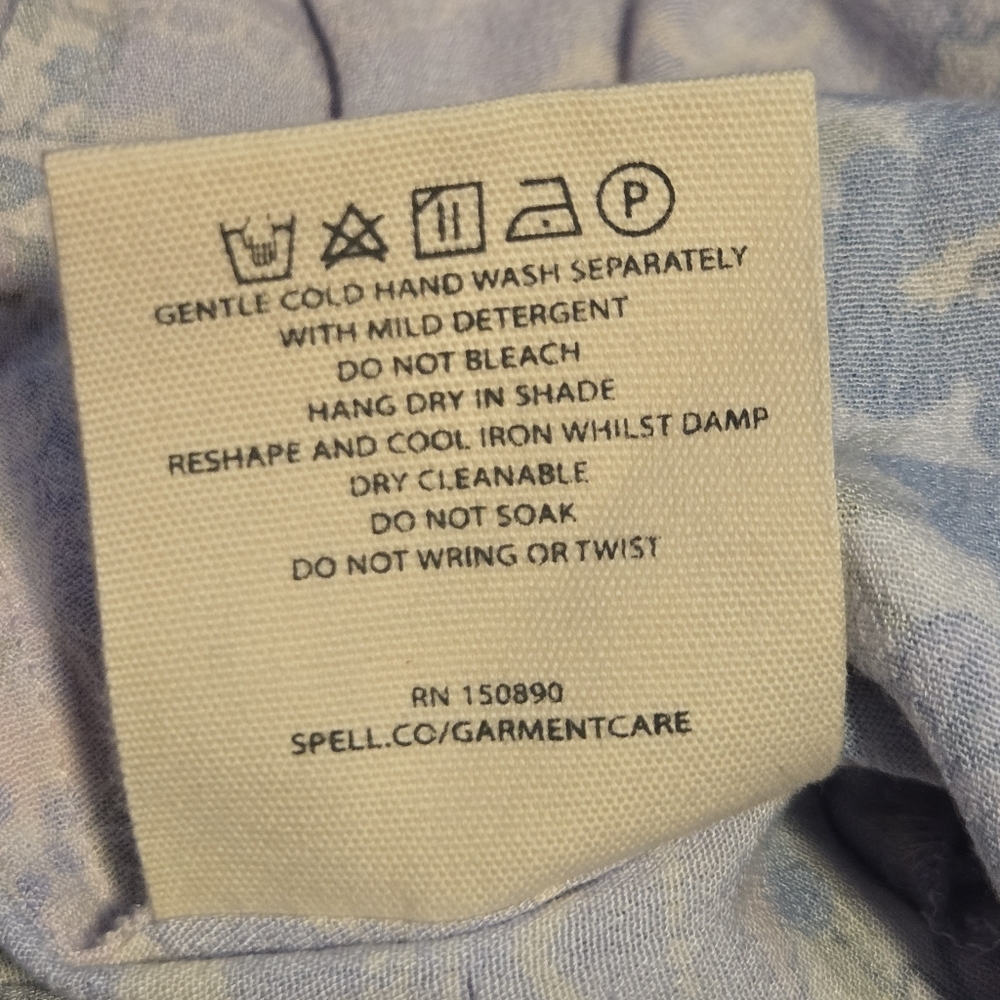 P
GENTLE COLD HAND WASH SEPARATELY
WITH MILD DETERGENT
DO NOT BLEACH
HANG DRY IN SHADE
RESHAPE AND COOL IRON WHILST DAMP
DRY CLEANABLE
DO NOT SOAK
DO NOT WRING OR TWIST
RN 150890
SPELL.CO/GARMENTCARE